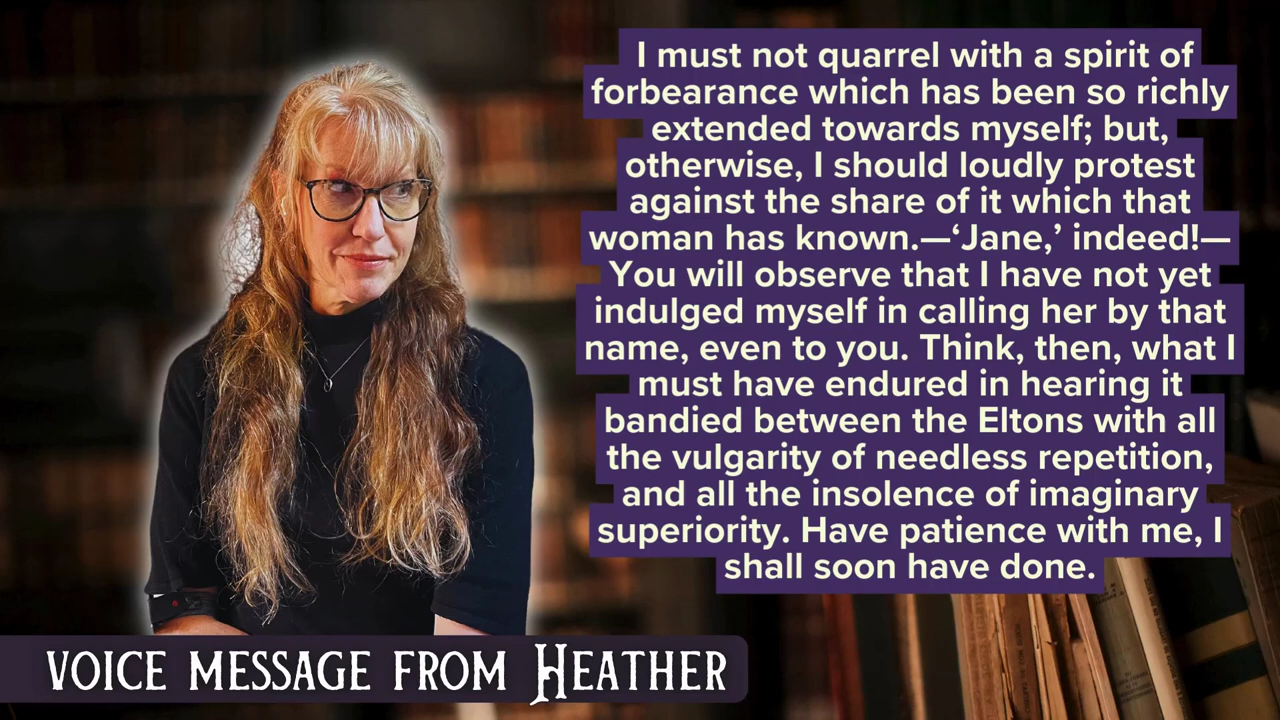 I must not quarrel with a spirit of
forbearance which has been so richly
extended towards myself; but,
otherwise, I should loudly protest
against the share of it which that
woman has known.—‘Jane,’ indeed!—
You will observe that I have not yet
indulged myself in calling her by that
name, even to you. Think, then, what I
must have endured in hearing it
bandied between the Eltons with all
the vulgarity of needless repetition,
and all the insolence of imaginary
superiority. Have patience with me, I
shall soon have done.
VOICE MESSAGE FROM HEATHER